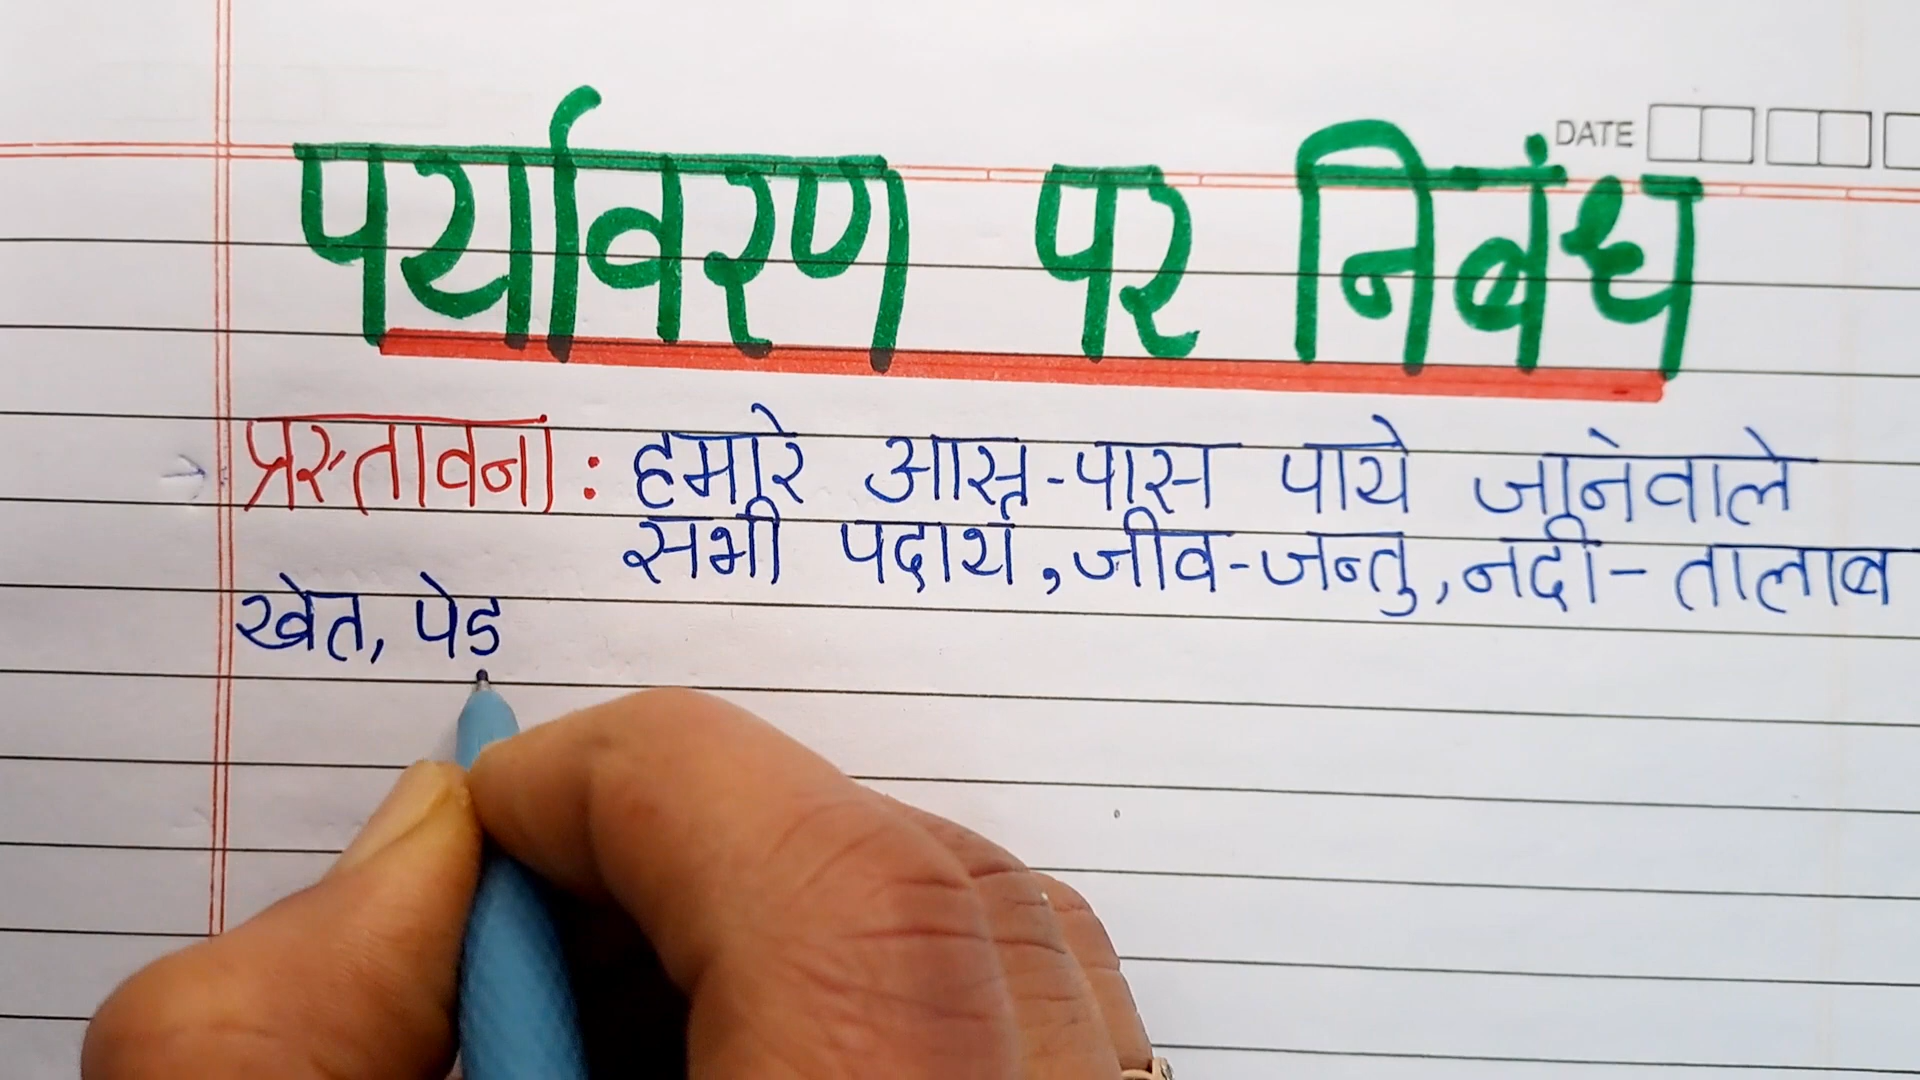 DATE
पर्यावरण पर निबंध
प्रस्तावना : हमारे आस-पास पाये जानेवाले
सभी पदार्थ, जीव-जन्तु, नदी-तालाब
खेत, पेड